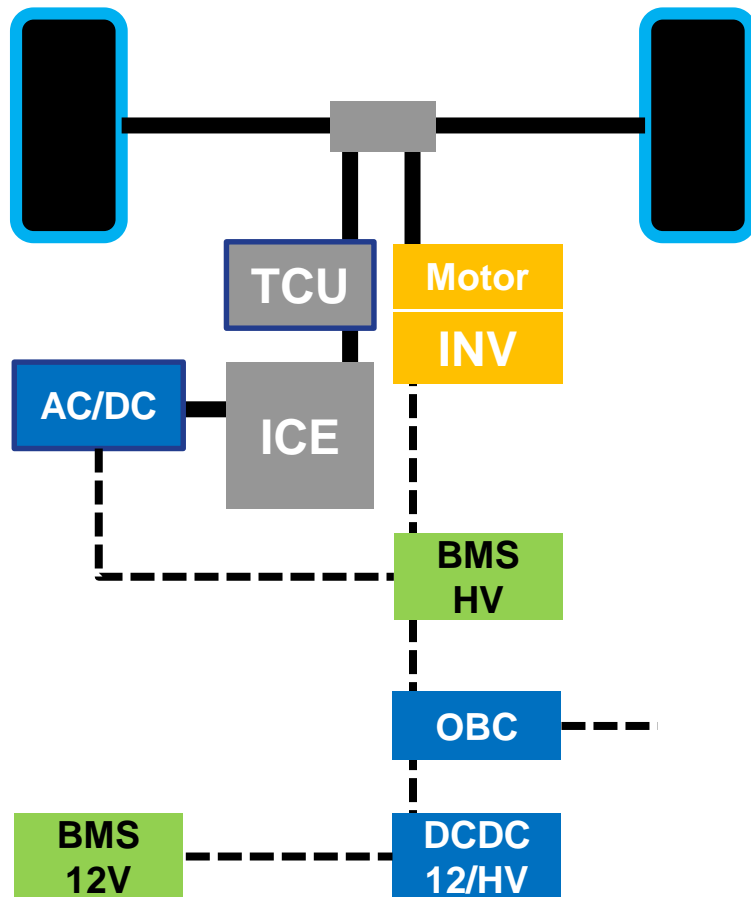 TCU
Motor
INV
AC/DC
ICE
BMS
HV
OBC
BMS
12V
DCDC
12/HV